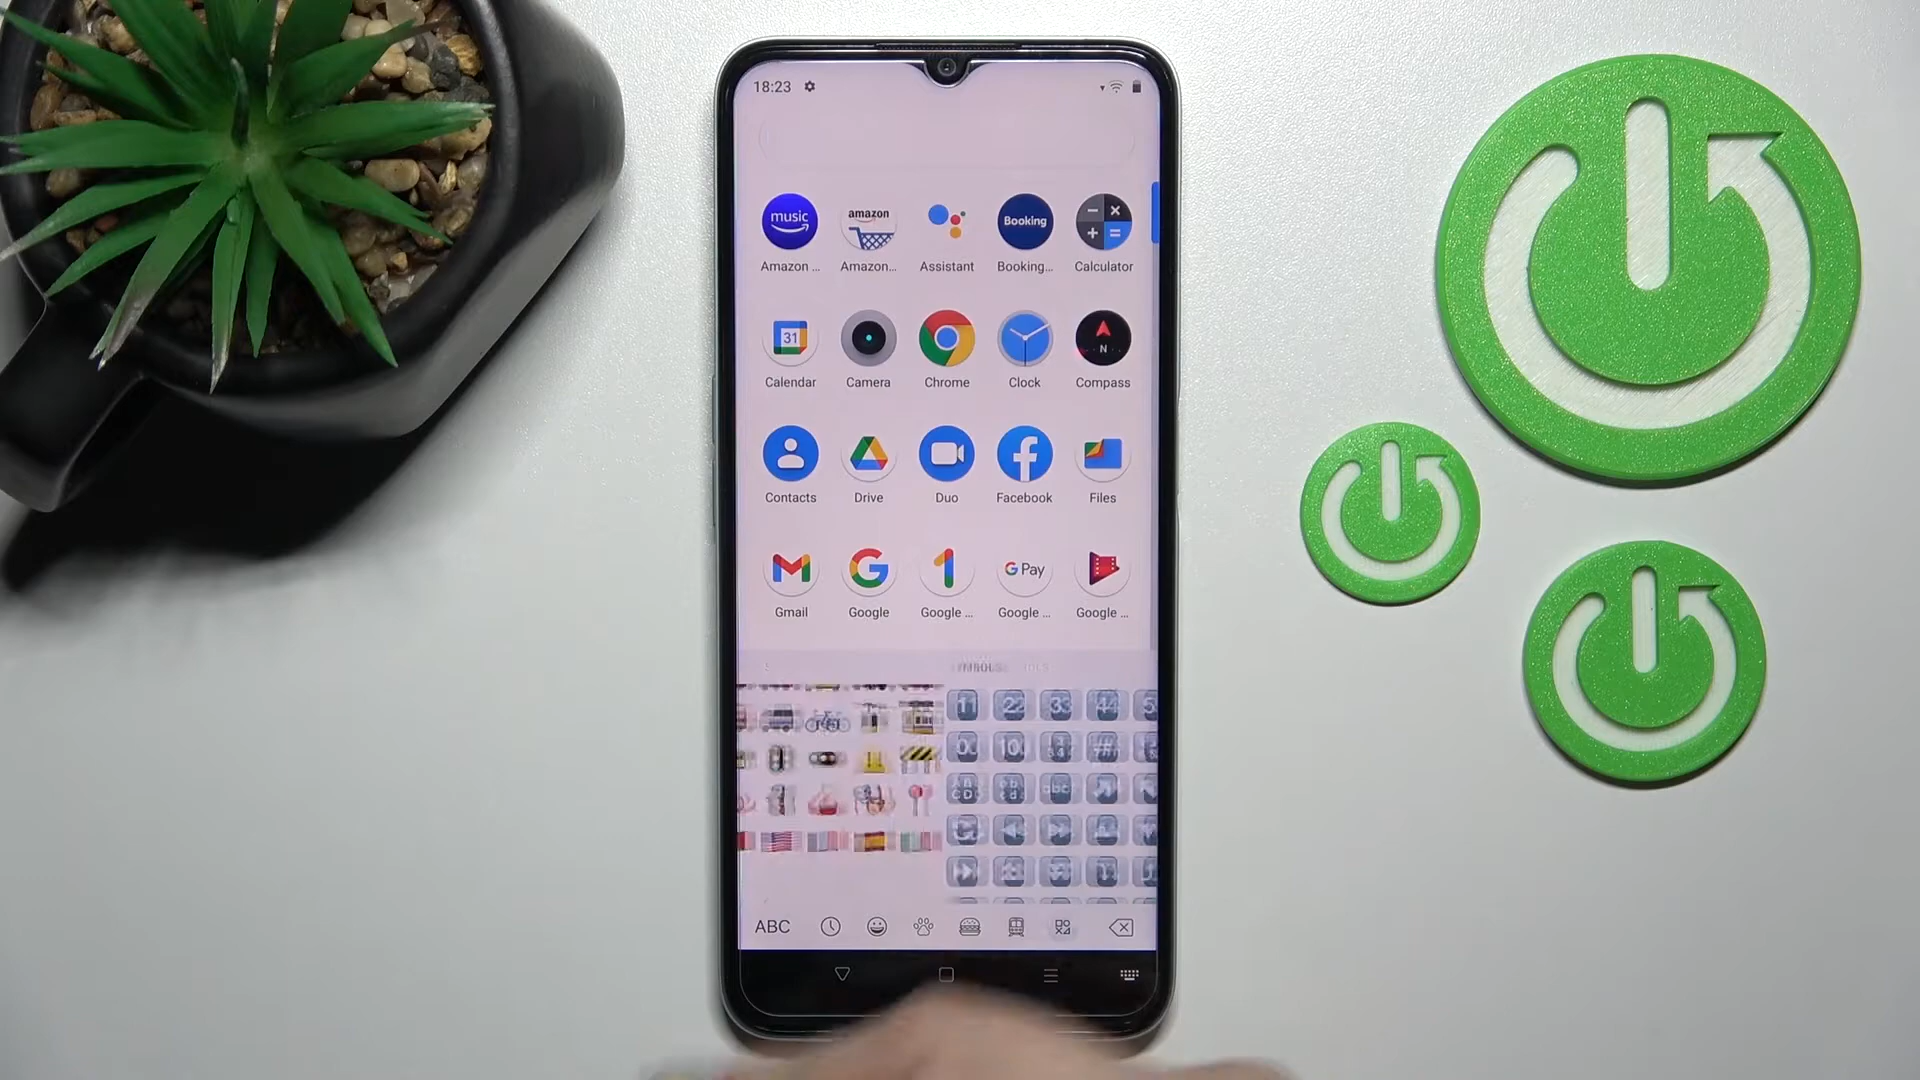 18:23
music
amazon
Booking
Amazon ...
Amazon...
Assistant
Booking...
Calculator
31
N
Calendar
Camera
Chrome
Clock
Compass
Contacts
Drive
Duo
Facebook
Files
G Pay
Gmail
Google
Google ...
Google ...
Google ...
ABC